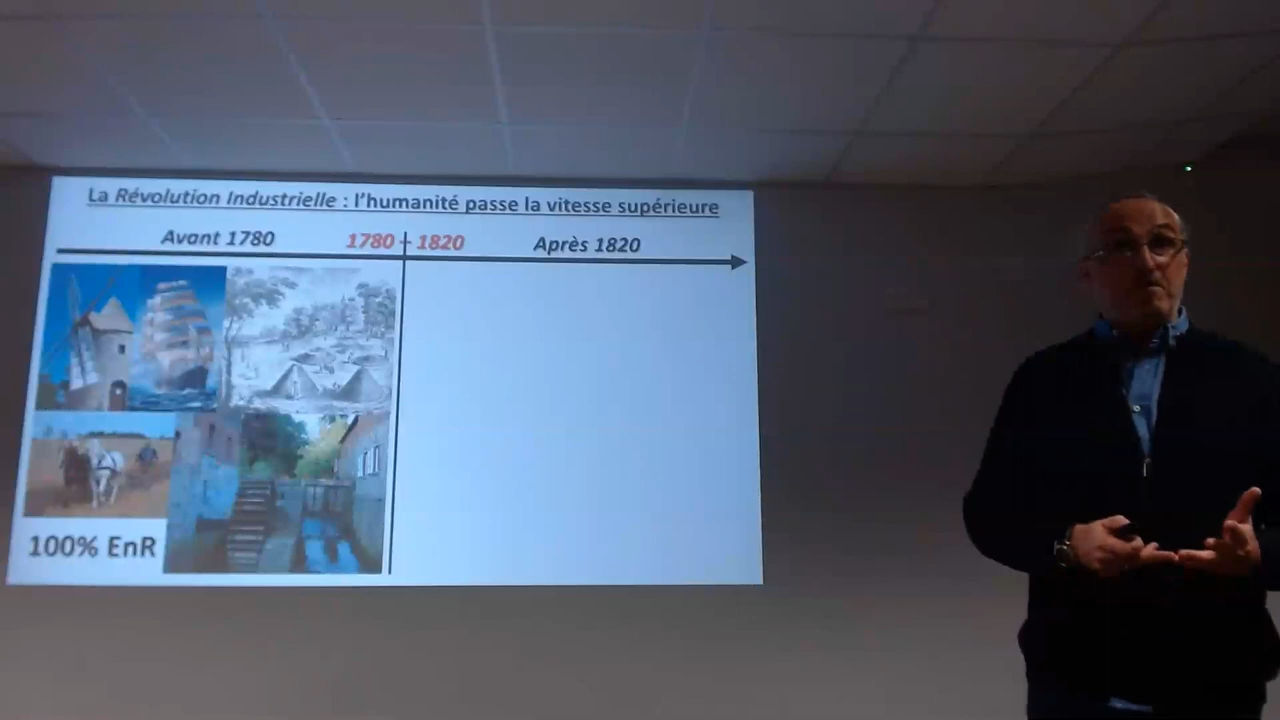 La Révolution Industrielle : l'humanité passe la vitesse supérieure
Avant 1780 1780 1820 Après 1820
100% EnR